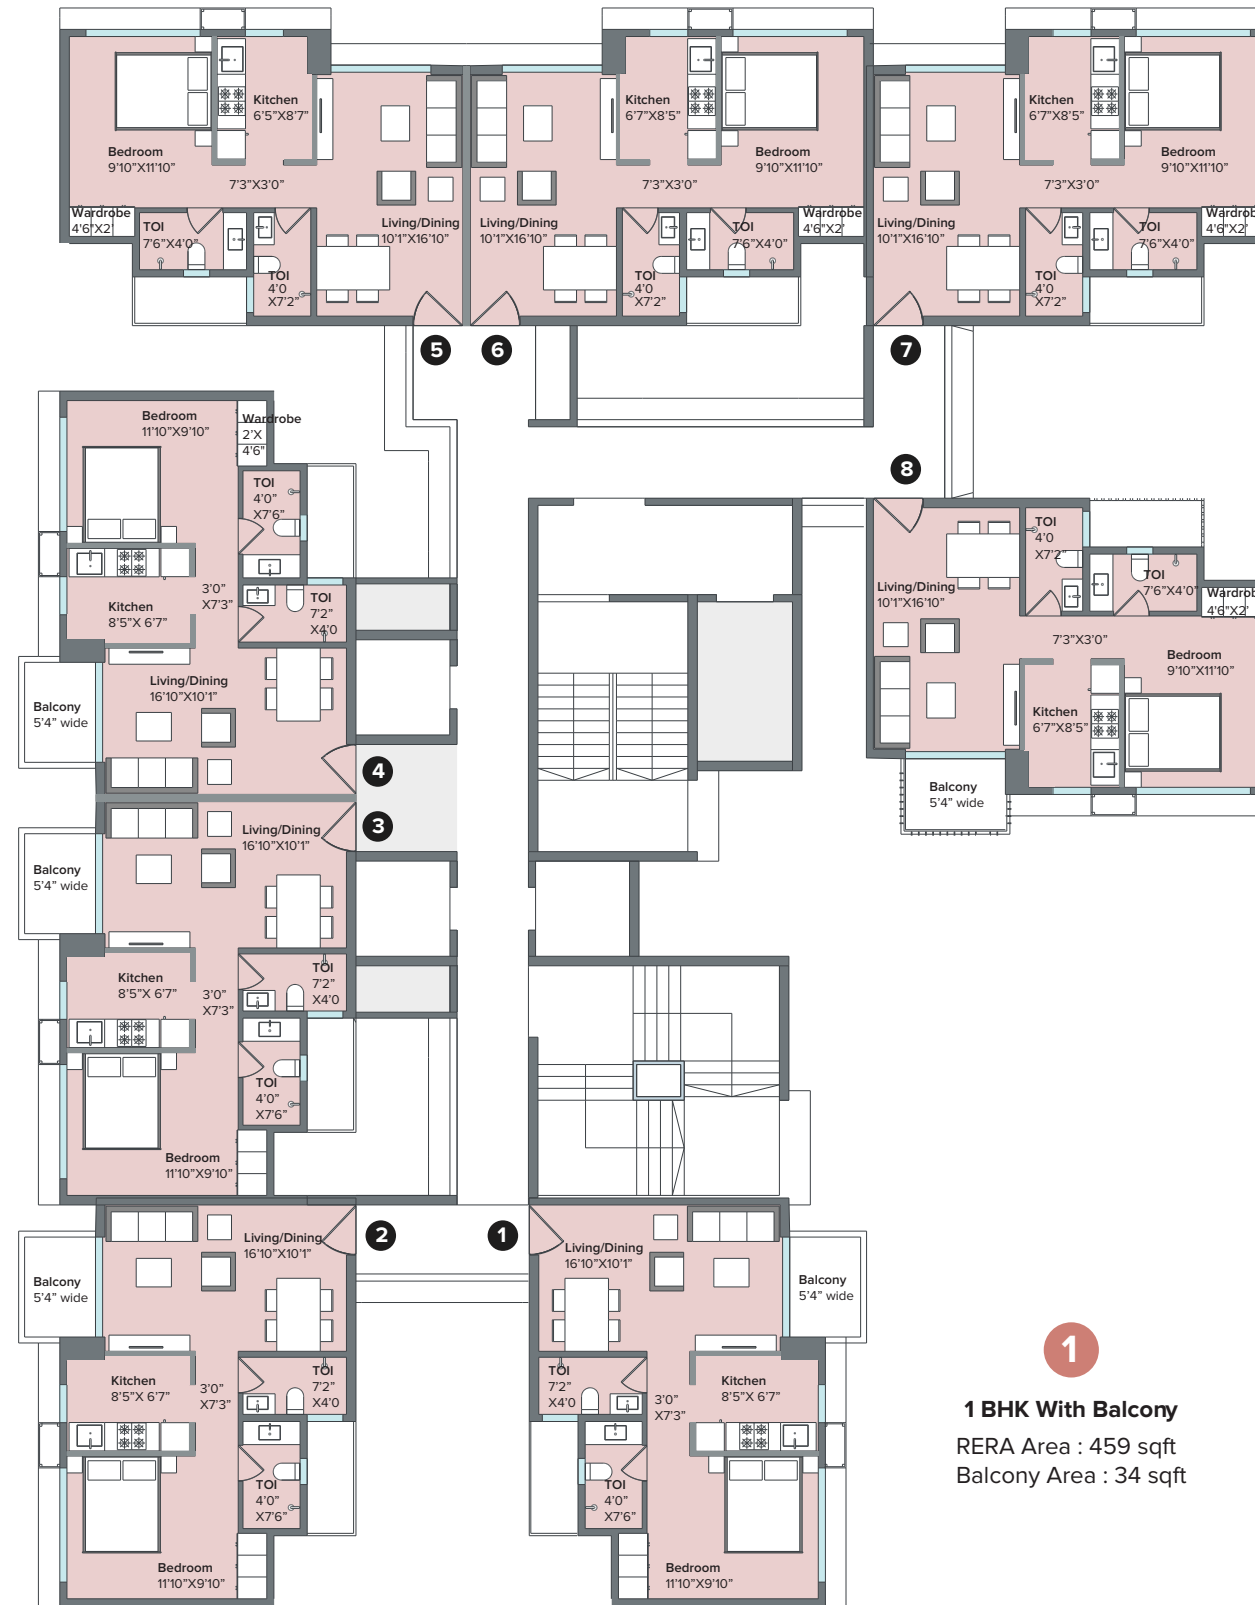 Kitchen
6'5"X8'7"
Bedroom
9'10"X11'10"
7'3"X3'0"
Wardrobe
4'6"X2'
TOI
7'6"X4'0"
TOI
4'0
X7'2"
Living/Dining
10'1"X16'10"
5
Kitchen
6'7"X8'5"
Bedroom
9'10"X11'10"
7'3"X3'0"
Living/Dining
10'1"X16'10"
Wardrobe
4'6"X2'
TOI
7'6"X4'0"
TOI
4'0
X7'2"
6
Kitchen
6'7"X8'5"
Bedroom
9'10"X11'10"
7'3"X3'0"
Living/Dining
10'1"X16'10"
Wardrob
4'6"X2'
TOI
7'6"X4'0"
TOI
4'0
X7'2"
7
8
TOI
4'0
X7'2"
TOI
7'6"X4'0"
Living/Dining
10'1"X16'10"
Wardrob
4'6"X2'
7'3"X3'0"
Bedroom
9'10"X11'10"
Kitchen
6'7"X8'5"
Balcony
5'4" wide
Bedroom
11'10"X9'10"
Wardrobe
2'X
4'6"
TOI
4'0"
X7'6"
3'0"
X7'3"
TOI
7'2"
X4'0
Kitchen
8'5"X 6'7"
Living/Dining
16'10"X10'1"
Balcony
5'4" wide
4
3
Living/Dining
16'10"X10'1"
Balcony
5'4" wide
Kitchen
8'5"X 6'7"
3'0"
X7'3"
TOI
7'2"
X4'0
TOI
4'0"
X7'6"
Bedroom
11'10"X9'10"
2
Living/Dining
16'10"X10'1"
Balcony
5'4" wide
Kitchen
8'5"X 6'7"
3'0"
X7'3"
TOI
7'2"
X4'0
TOI
4'0"
X7'6"
Bedroom
11'10"X9'10"
1
Living/Dining
16'10"X10'1"
Balcony
5'4" wide
TOI
7'2"
X4'0
3'0"
X7'3"
Kitchen
8'5"X 6'7"
TOI
4'0"
X7'6"
Bedroom
11'10"X9'10"
1
1 BHK With Balcony
RERA Area : 459 sqft
Balcony Area : 34 sqft